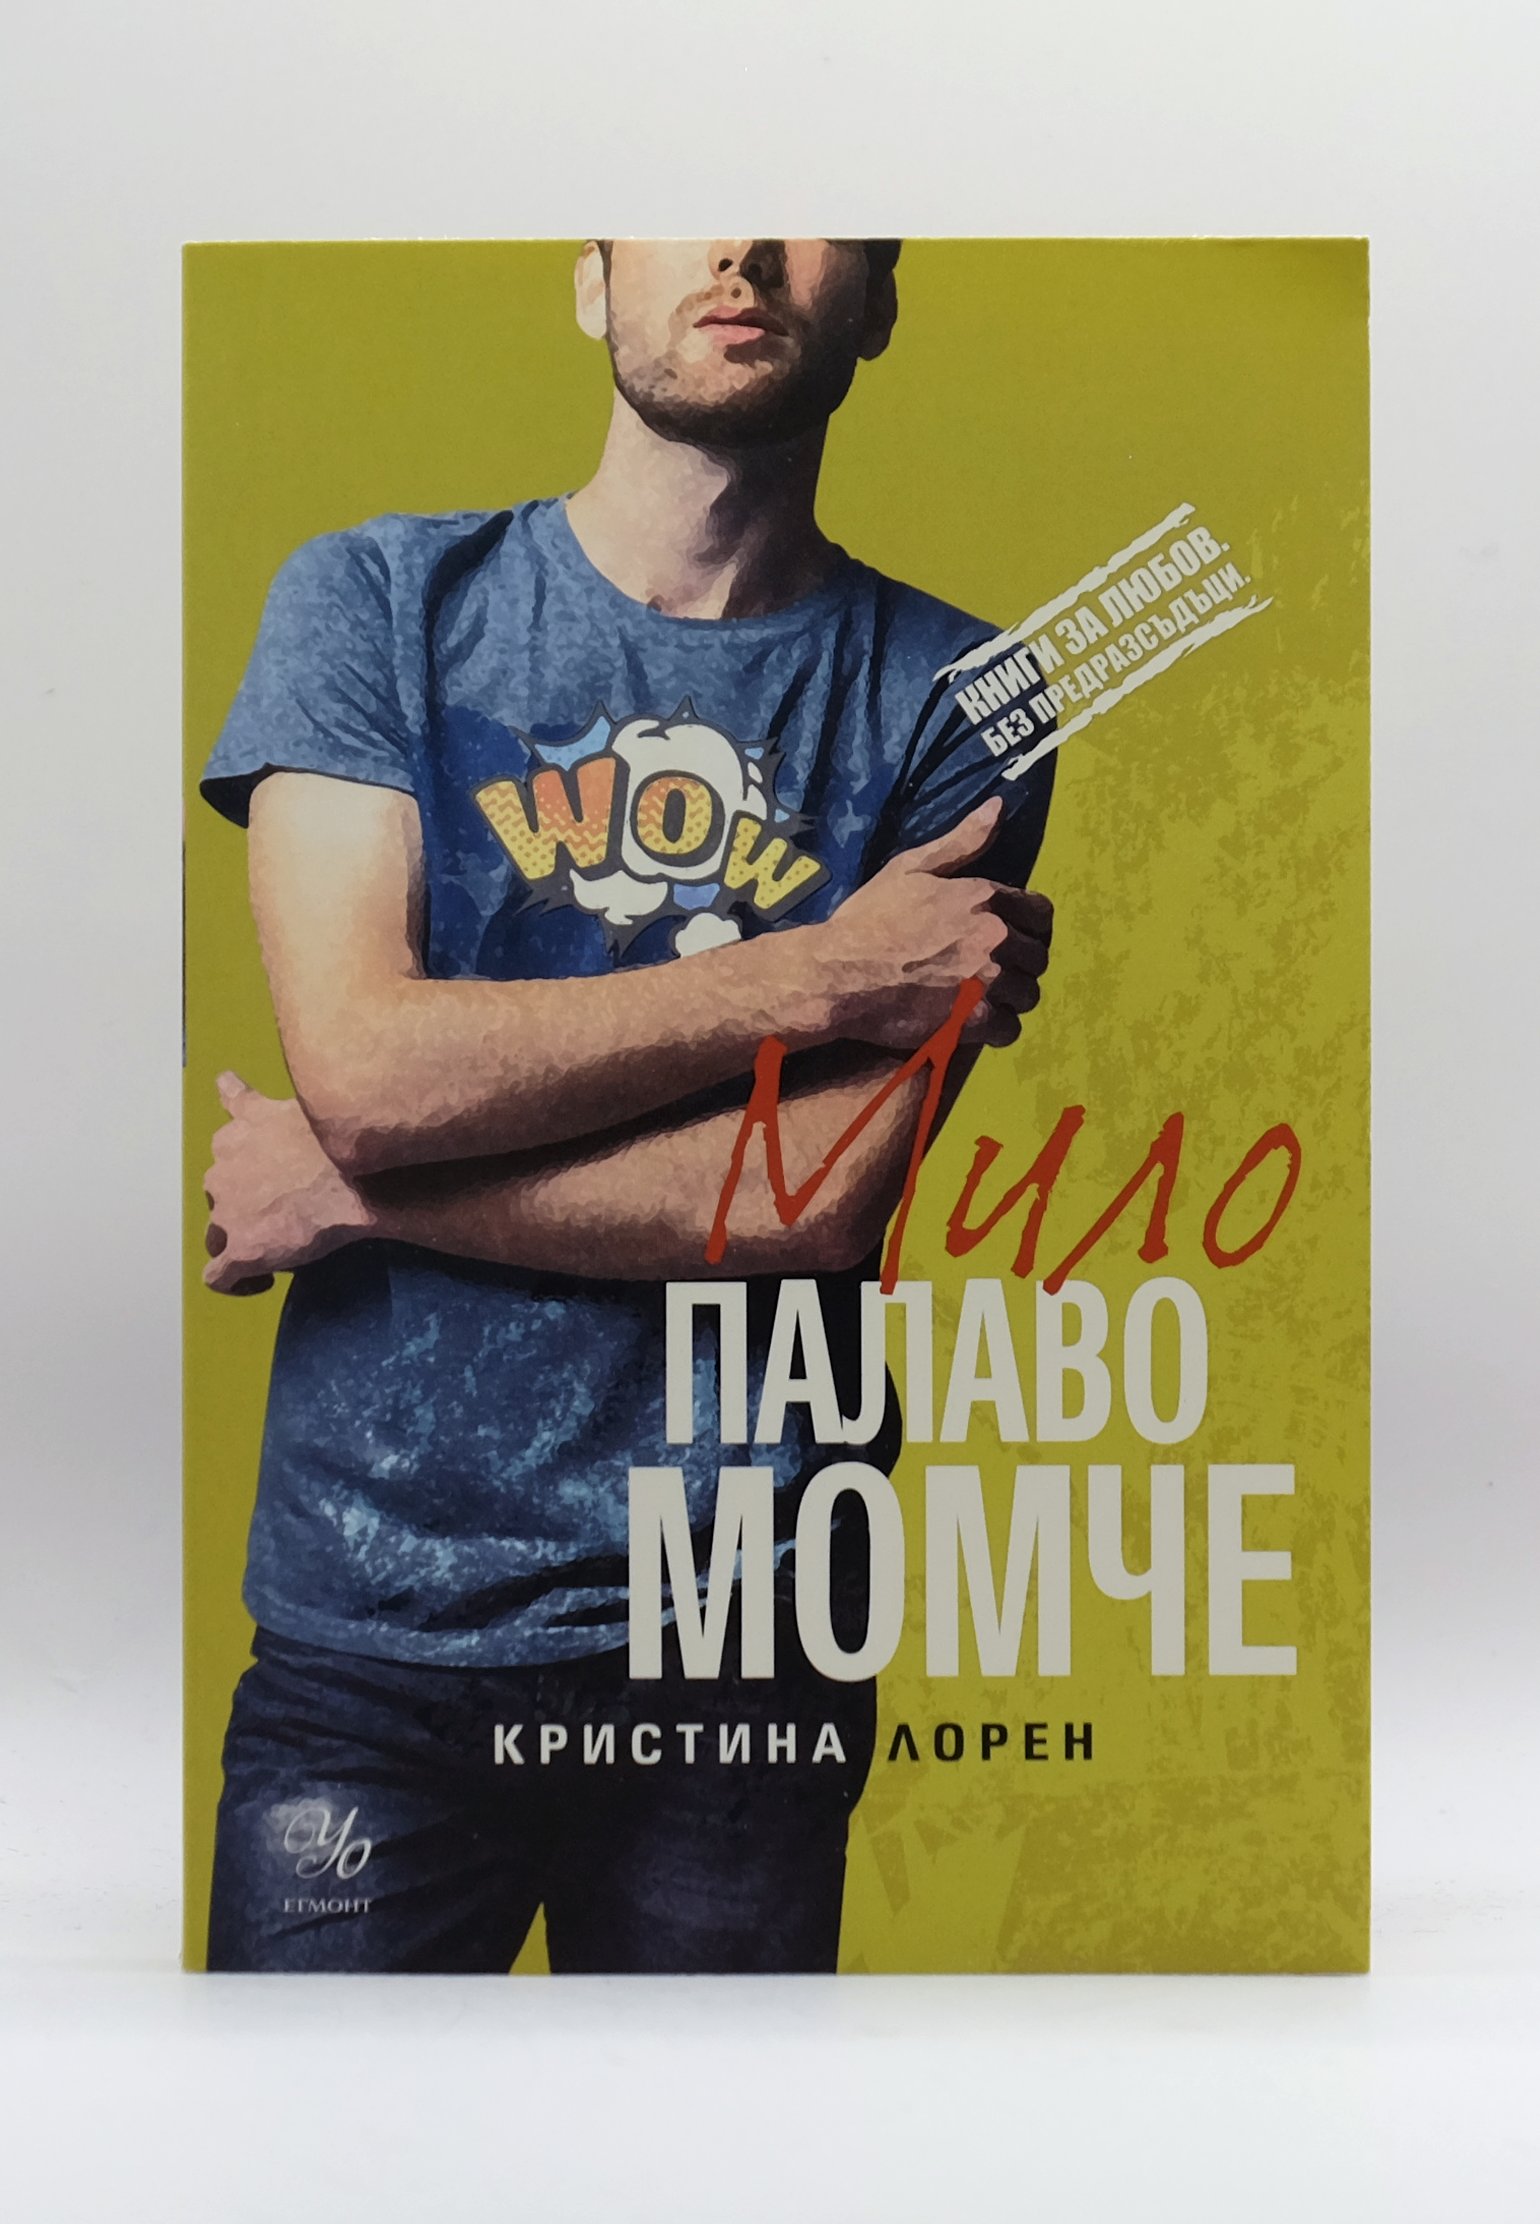 КНИГИ ЗА ЛЮБОВ.
БЕЗ ПРЕДРАЗСЪДЪЦИ.
WOW
Мило
ПАЛАВО
МОМЧЕ
КРИСТИНА ЛОРЕН
ЕГМОНТ